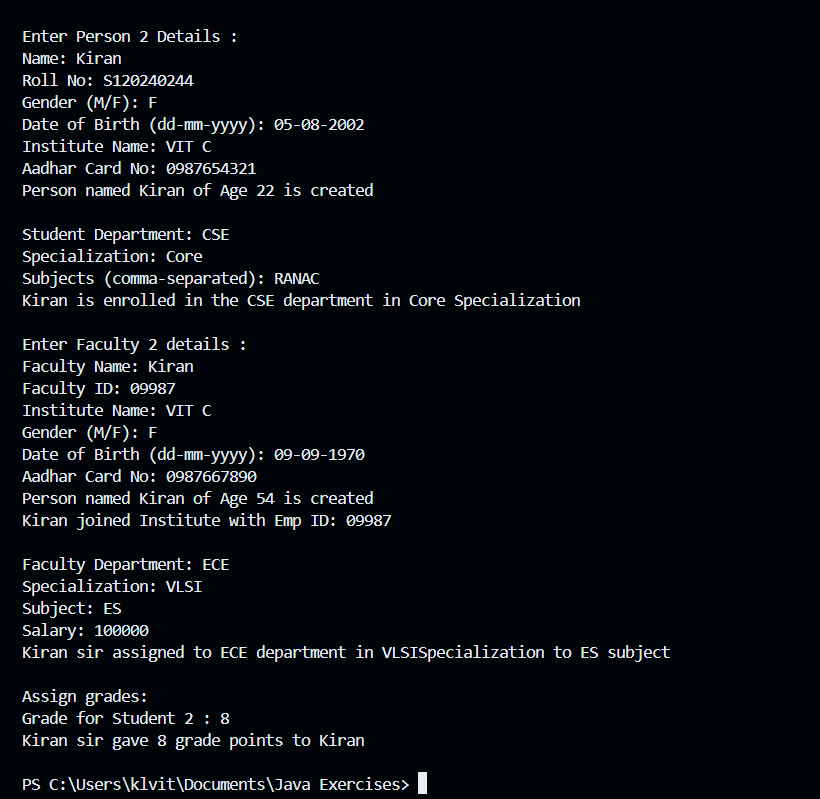 Enter Person 2 Details :
Name: Kiran
Roll No: S120240244
Gender (M/F): F
Date of Birth (dd-mm-yyyy): 05-08-2002
Institute Name: VIT C
Aadhar Card No: 0987654321
Person named Kiran of Age 22 is created
Student Department: CSE
Specialization: Core
Subjects (comma-separated): RANAC
Kiran is enrolled in the CSE department in Core Specialization
Enter Faculty 2 details :
Faculty Name: Kiran
Faculty ID: 09987
Institute Name: VIT C
Gender (M/F): F
Date of Birth (dd-mm-yyyy): 09-09-1970
Aadhar Card No: 0987667890
Person named Kiran of Age 54 is created
Kiran joined Institute with Emp ID: 09987
Faculty Department: ECE
Specialization: VLSI
Subject: ES
Salary: 100000
Kiran sir assigned to ECE department in VLSISpecialization to ES subject
Assign grades:
Grade for Student 2 : 8
Kiran sir gave 8 grade points to Kiran
PS C:\Users\klvit\Documents\Java Exercises>